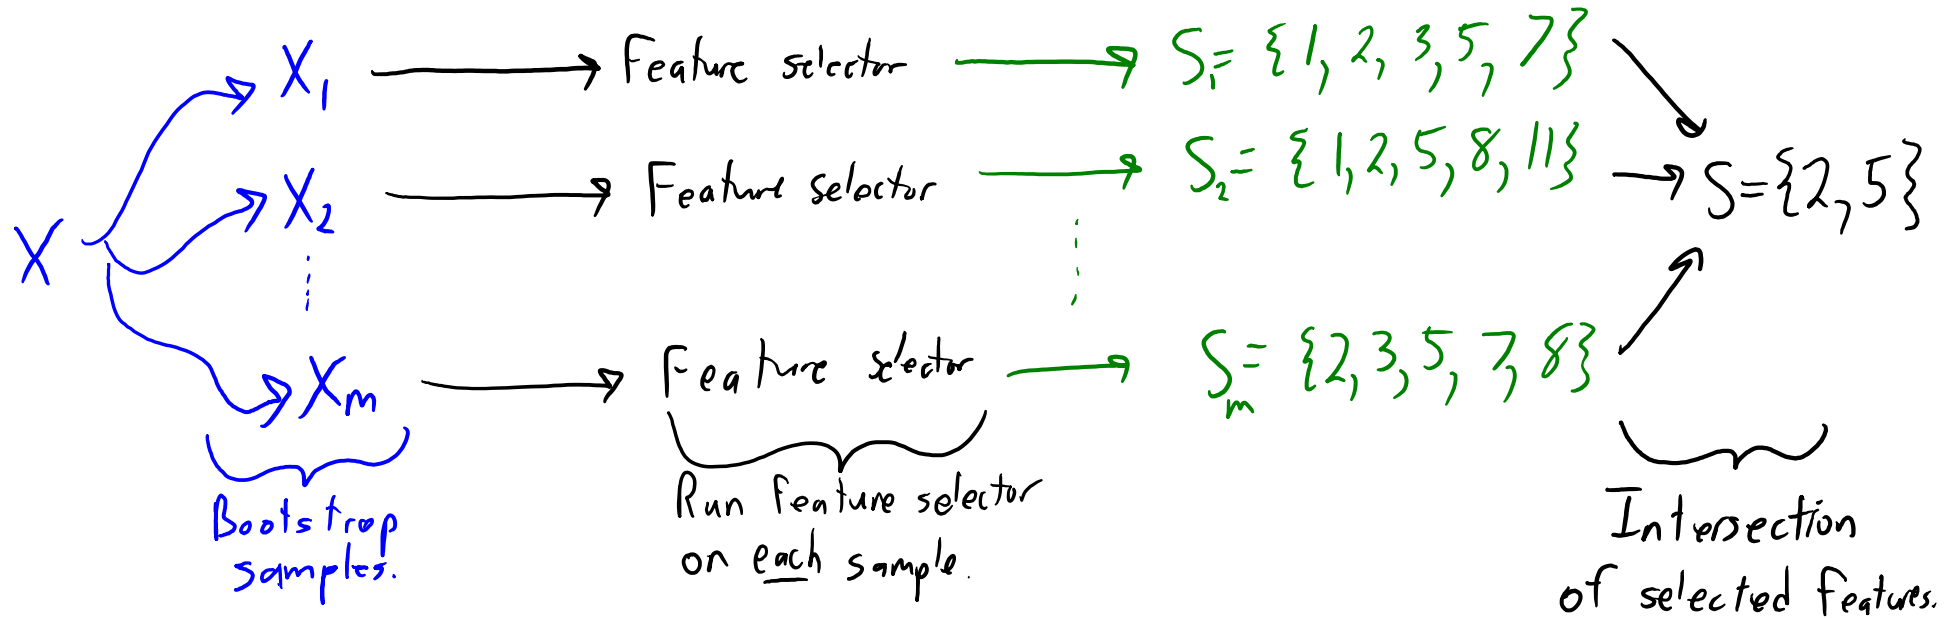 X
X₁ Feature selector S₁ = {1, 2, 3, 5, 7}
X₂ Feature selector S₂ = {1, 2, 5, 8, 11}
S = {2, 5}
Xₘ Feature selector Sₘ = {2, 3, 5, 7, 8}
Bootstrap
samples.
Run feature selector
on each sample.
Intersection
of selected features.